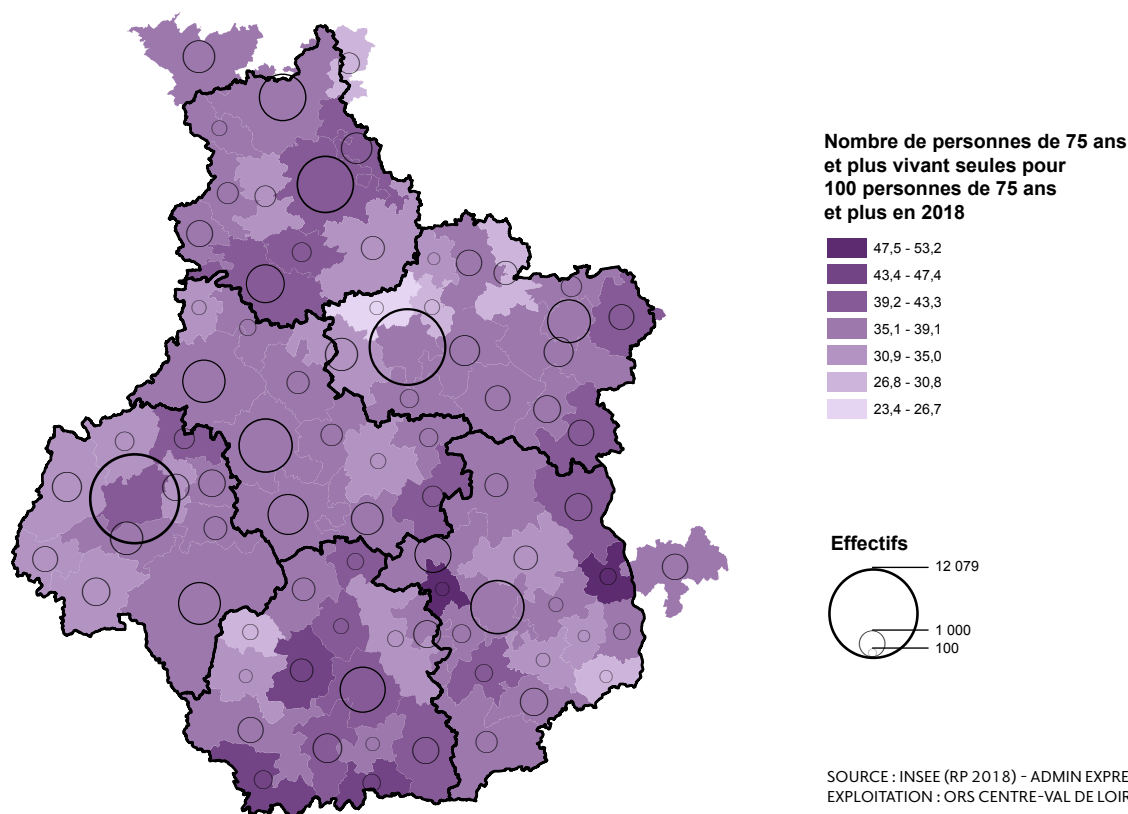 Nombre de personnes de 75 ans
et plus vivant seules pour
100 personnes de 75 ans
et plus en 2018
47,5 - 53,2
43,4 - 47,4
39,2 - 43,3
35,1 - 39,1
30,9 - 35,0
26,8 - 30,8
23,4 - 26,7
Effectifs
12 079
1 000
100
SOURCE : INSEE (RP 2018) - ADMIN EXPRE
EXPLOITATION : ORS CENTRE-VAL DE LOIR